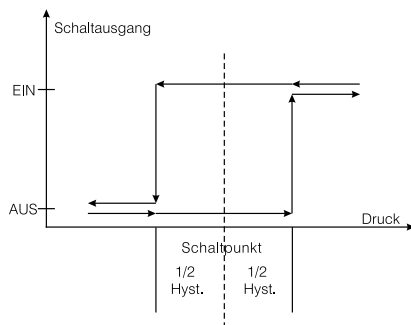 Schaltausgang
EIN
AUS
Druck
Schaltpunkt
1/2 1/2
Hyst. Hyst.